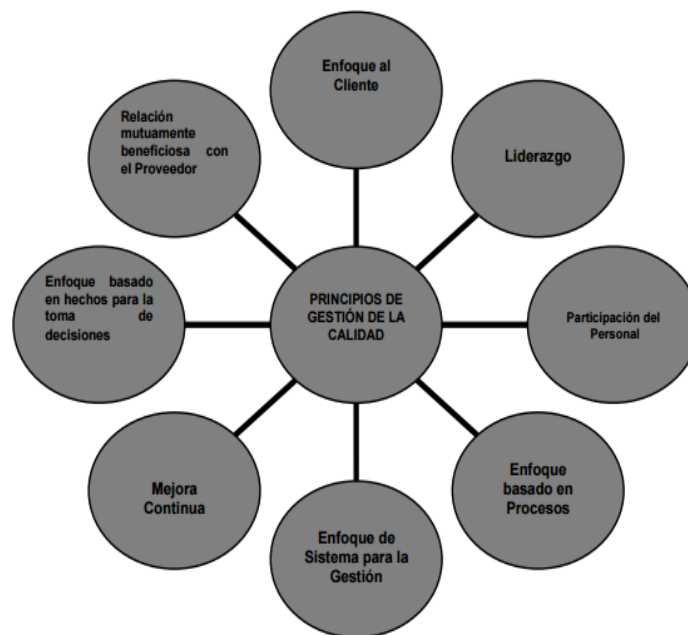 Enfoque al
Cliente
Relación
mutuamente
beneficiosa con
el Proveedor
Liderazgo
Enfoque basado
en hechos para la
toma de
decisiones
PRINCIPIOS DE
GESTIÓN DE LA
CALIDAD
Participación del
Personal
Mejora
Continua
Enfoque
basado en
Procesos
Enfoque de
Sistema para la
Gestión